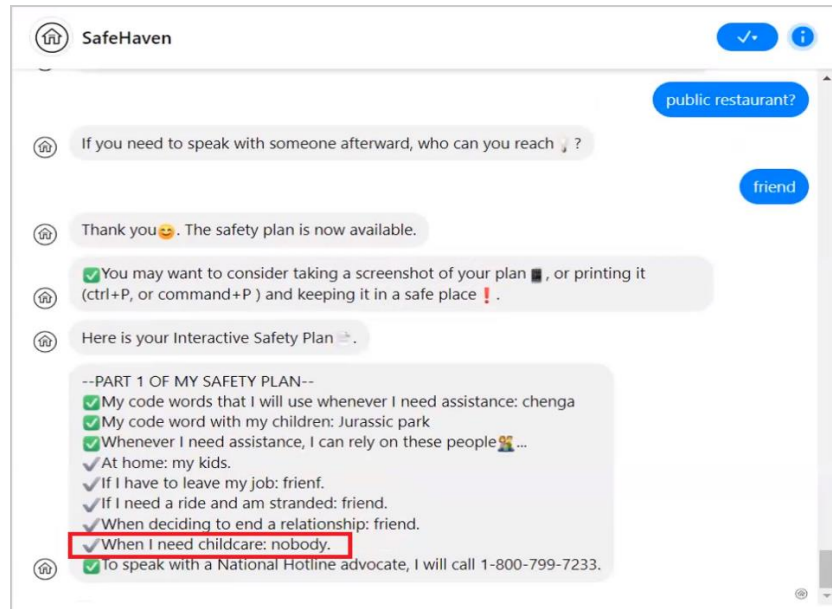 SafeHaven
public restaurant?
If you need to speak with someone afterward, who can you reach💡?
friend
Thank you😊. The safety plan is now available.
✅You may want to consider taking a screenshot of your plan📱, or printing it
(ctrl+P, or command+P ) and keeping it in a safe place❗.
Here is your Interactive Safety Plan📄.
--PART 1 OF MY SAFETY PLAN--
✅My code words that I will use whenever I need assistance: chenga
✅My code word with my children: Jurassic park
✅Whenever I need assistance, I can rely on these people...
✔At home: my kids.
✔If I have to leave my job: frienf.
✔If I need a ride and am stranded: friend.
✔When deciding to end a relationship: friend.
✔When I need childcare: nobody.
✅To speak with a National Hotline advocate, I will call 1-800-799-7233.